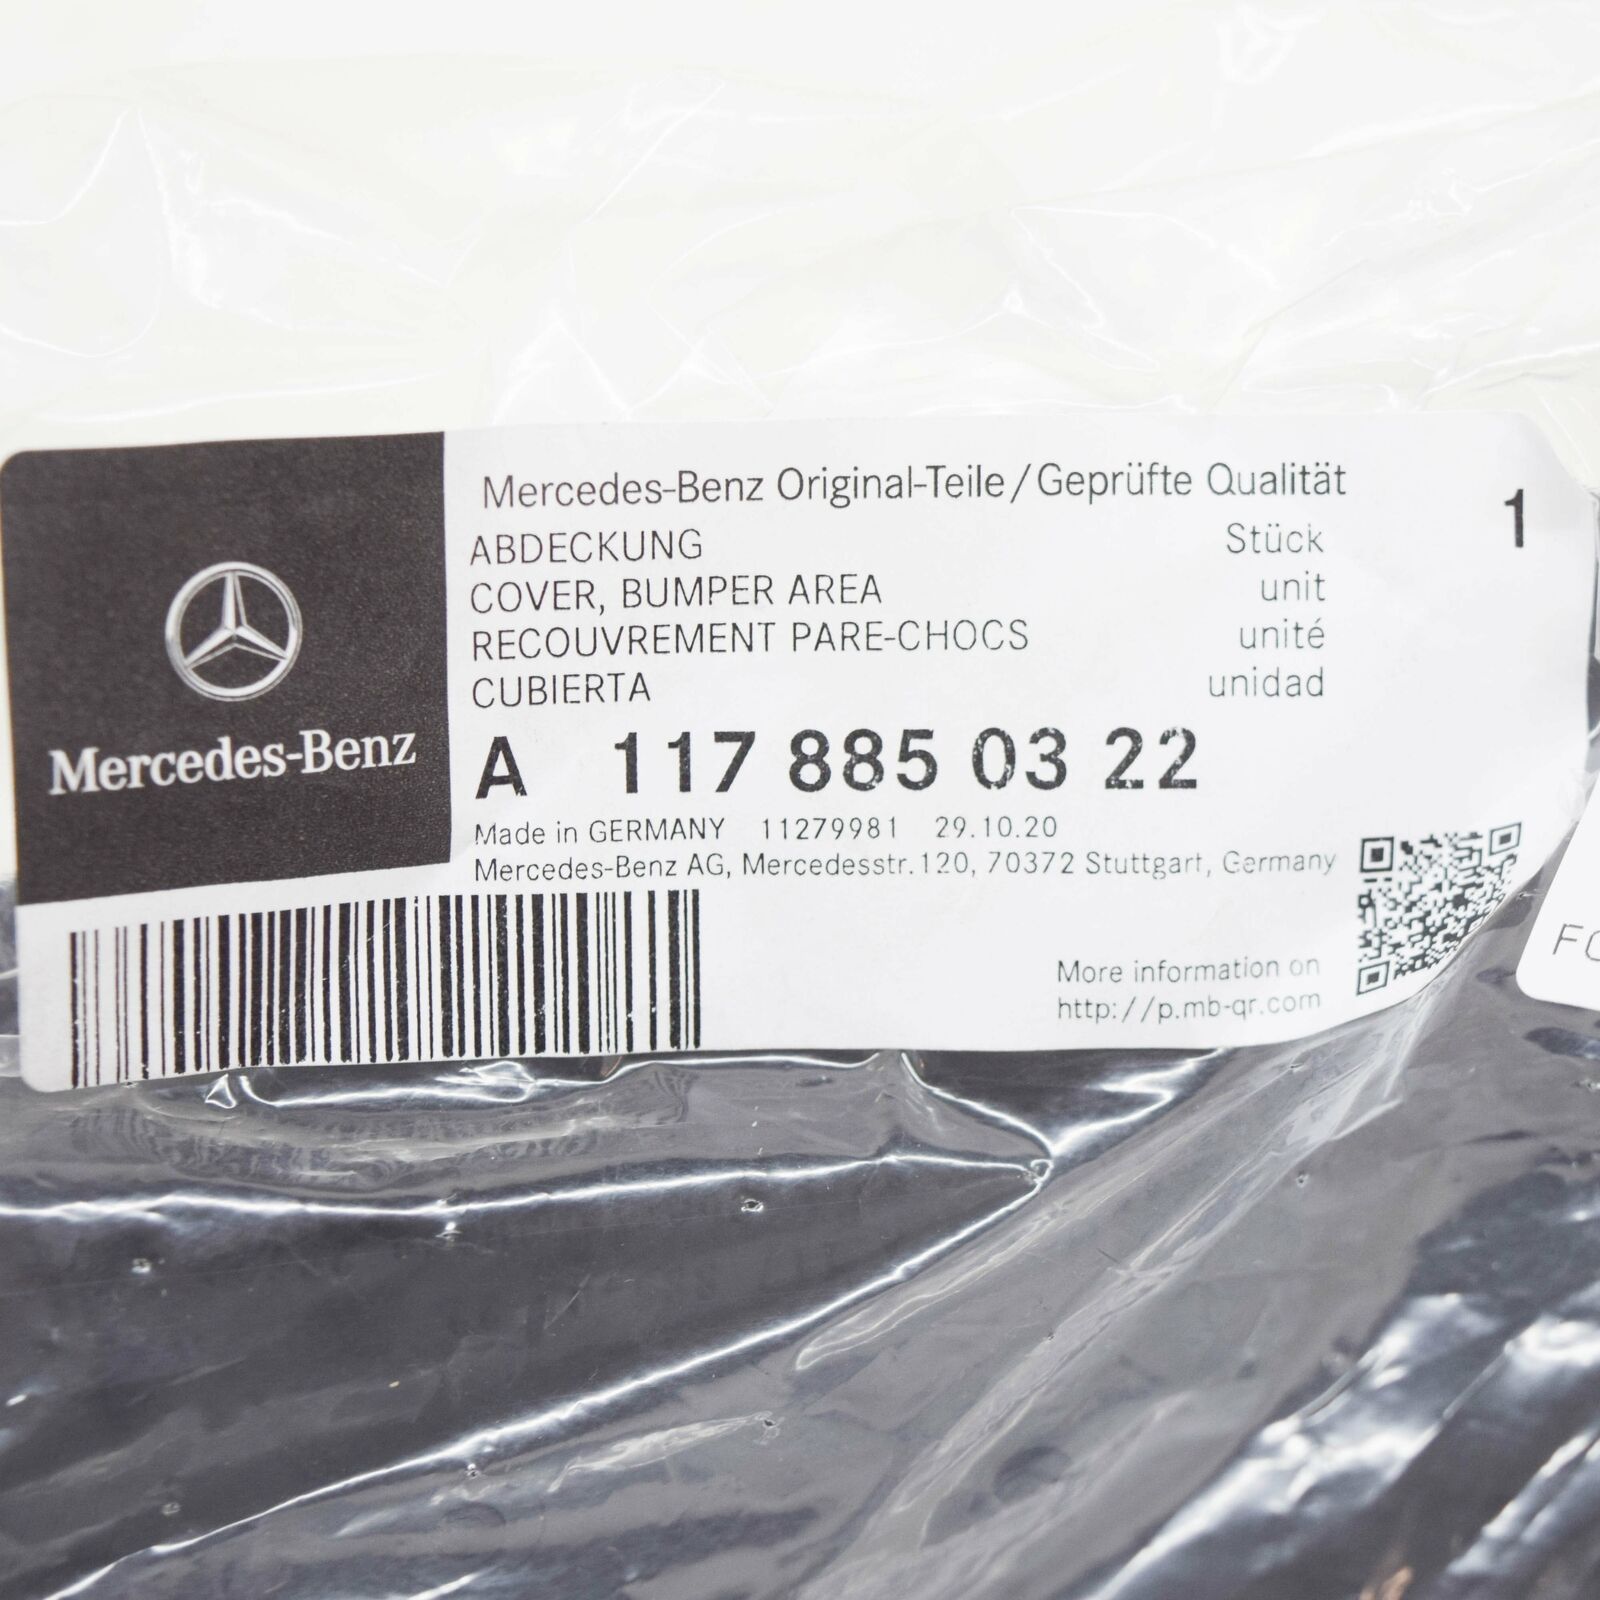 Mercedes-Benz Original-Teile/Geprüfte Qualität
ABDECKUNG Stück 1
COVER, BUMPER AREA unit
RECOUVREMENT PARE-CHOCS unité
CUBIERTA unidad
Mercedes-Benz
A 117 885 03 22
Made in GERMANY 11279981 29.10.20
Mercedes-Benz AG, Mercedesstr. 120, 70372 Stuttgart, Germany
More information on
http://p.mb-qr.com